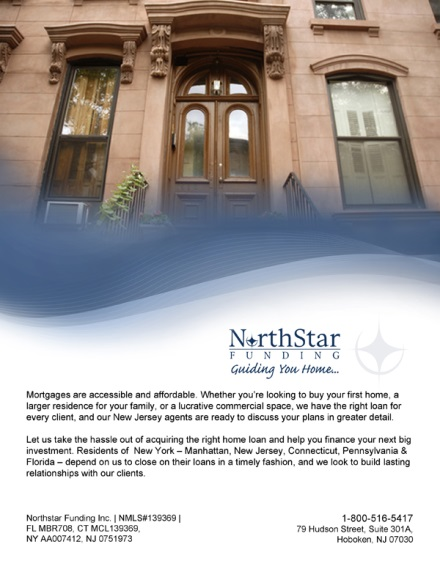 NorthStar
FUNDING
Guiding You Home...
Mortgages are accessible and affordable. Whether you're looking to buy your first home, a
larger residence for your family, or a lucrative commercial space, we have the right loan for
every client, and our New Jersey agents are ready to discuss your plans in greater detail.
Let us take the hassle out of acquiring the right home loan and help you finance your next big
investment. Residents of New York – Manhattan, New Jersey, Connecticut, Pennsylvania &
Florida – depend on us to close on their loans in a timely fashion, and we look to build lasting
relationships with our clients.
Northstar Funding Inc. | NMLS#139369 |
FL MBR708, CT MCL139369,
NY AA007412, NJ 0751973
1-800-516-5417
79 Hudson Street, Suite 301A,
Hoboken, NJ 07030